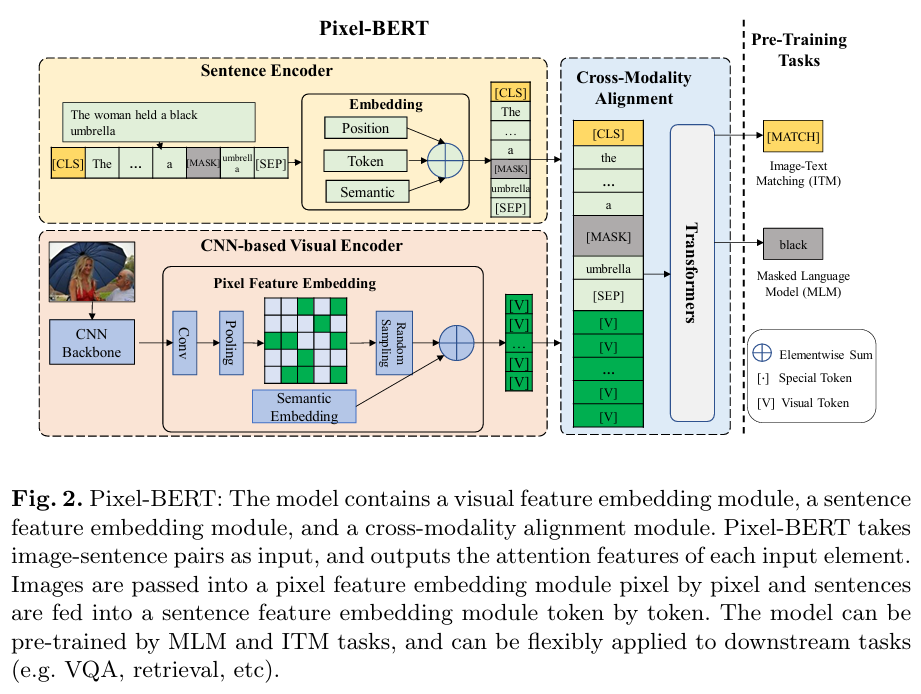 Pixel-BERT
Pre-Training
Tasks
Sentence Encoder
The woman held a black
umbrella
[CLS] The ... a [MASK] umbrell
a [SEP]
Embedding
Position
Token
Semantic
[CLS]
The
...
a
[MASK]
umbrella
[SEP]
CNN-based Visual Encoder
CNN
Backbone
Pixel Feature Embedding
Conv
Pooling
Random
Sampling
Semantic
Embedding
[V]
[V]
...
[V]
[V]
Cross-Modality
Alignment
[CLS]
the
...
a
[MASK]
umbrella
[SEP]
[V]
[V]
...
[V]
[V]
Transformers
[MATCH]
Image-Text
Matching (ITM)
black
Masked Language
Model (MLM)
Elementwise Sum
[·] Special Token
[V] Visual Token
Fig. 2. Pixel-BERT: The model contains a visual feature embedding module, a sentence
feature embedding module, and a cross-modality alignment module. Pixel-BERT takes
image-sentence pairs as input, and outputs the attention features of each input element.
Images are passed into a pixel feature embedding module pixel by pixel and sentences
are fed into a sentence feature embedding module token by token. The model can be
pre-trained by MLM and ITM tasks, and can be flexibly applied to downstream tasks
(e.g. VQA, retrieval, etc).